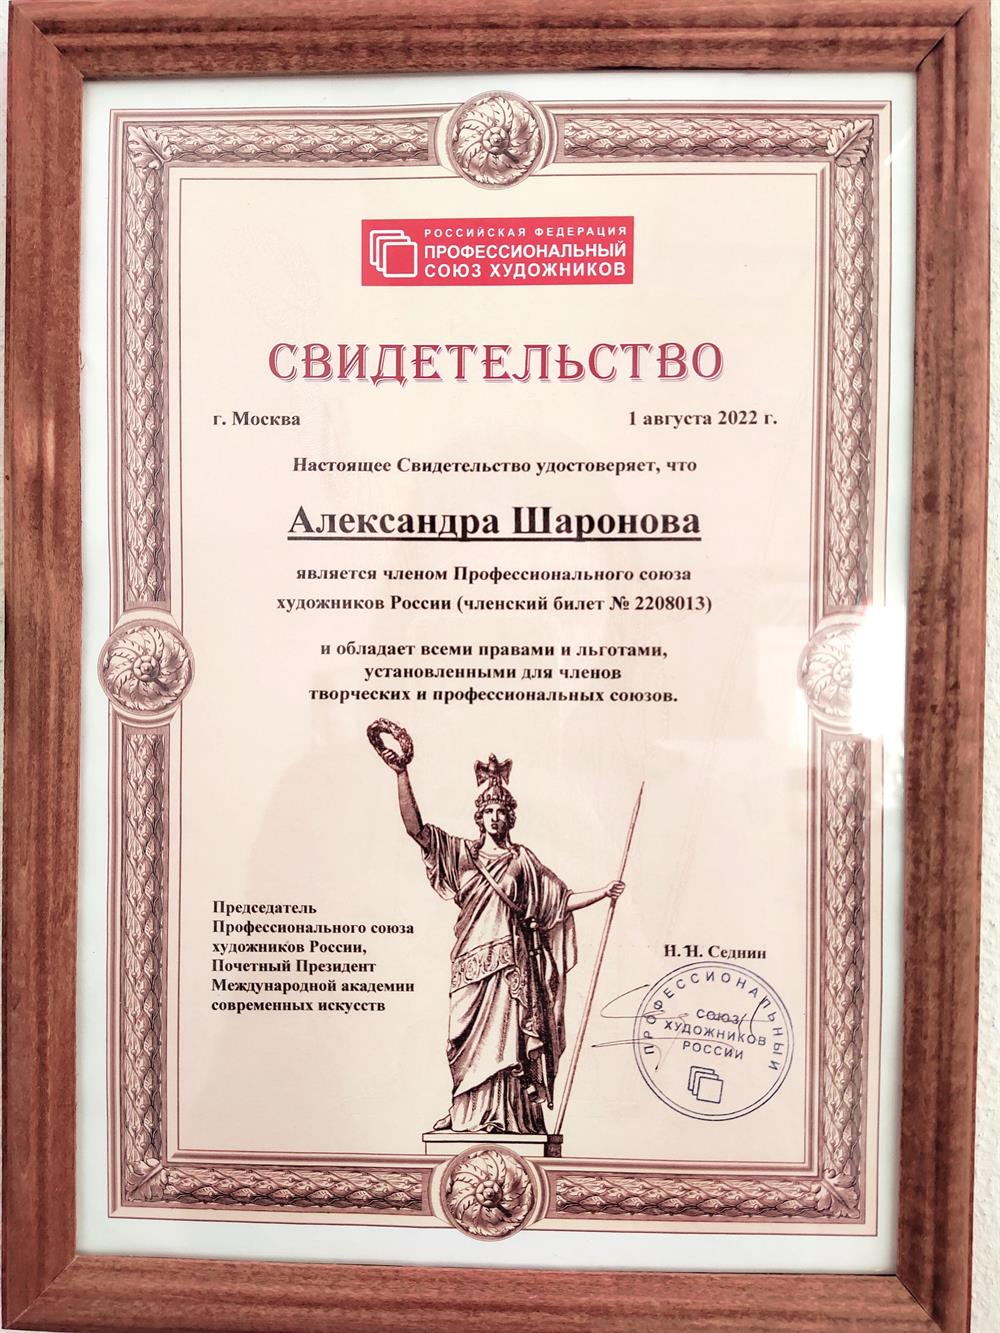 РОССИЙСКАЯ ФЕДЕРАЦИЯ
ПРОФЕССИОНАЛЬНЫЙ
СОЮЗ ХУДОЖНИКОВ
СВИДЕТЕЛЬСТВО
г. Москва 1 августа 2022 г.
Настоящее Свидетельство удостоверяет, что
Александра Шаронова
является членом Профессионального союза
художников России (членский билет № 2208013)
и обладает всеми правами и льготами,
установленными для членов
творческих и профессиональных союзов.
Председатель
Профессионального союза
художников России,
Почетный Президент
Международной академии
современных искусств
Н. Н. Седнин
ПРОФЕССИОНАЛЬНЫЙ
СОЮЗ
ХУДОЖНИКОВ
РОССИИ